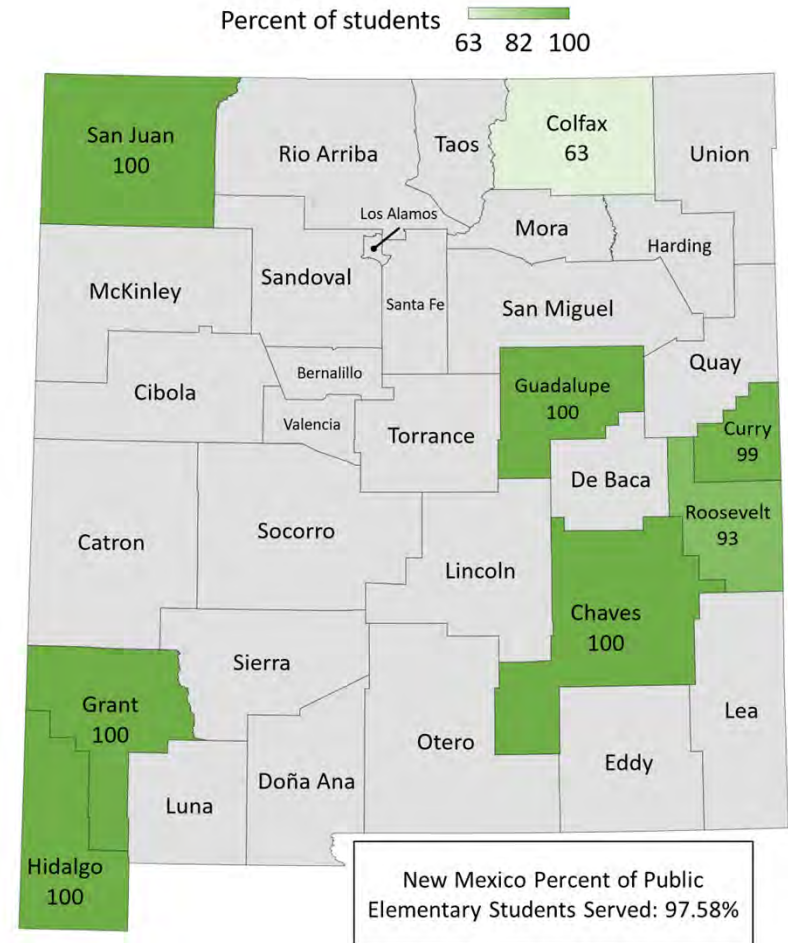 Percent of students
63 82 100
San Juan
100
Rio Arriba
Taos
Colfax
63
Union
Los Alamos
Mora
Harding
McKinley
Sandoval
Santa Fe
San Miguel
Quay
Cibola
Bernalillo
Guadalupe
100
Valencia
Torrance
Curry
99
De Baca
Catron
Socorro
Roosevelt
93
Lincoln
Chaves
100
Sierra
Grant
100
Lea
Otero
Eddy
Doña Ana
Luna
Hidalgo
100
New Mexico Percent of Public
Elementary Students Served: 97.58%